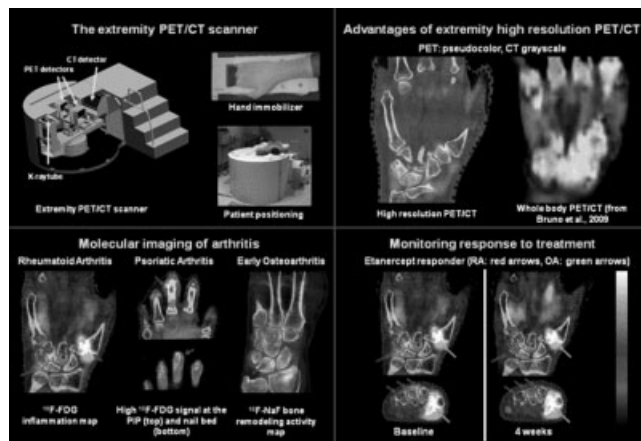 The extremity PET/CT scanner
CT detector
PET detectors
X-ray tube
Extremity PET/CT scanner
Hand immobilizer
Patient positioning
Advantages of extremity high resolution PET/CT
PET: pseudocolor, CT grayscale
High resolution PET/CT
Whole body PET/CT (from
Bruno et al., 2009)
Molecular imaging of arthritis
Rheumatoid Arthritis
Psoriatic Arthritis
Early Osteoarthritis
¹⁸F-FDG
inflammation map
High ¹⁸F-FDG signal at the
PIP (top) and nail bed
(bottom)
¹⁸F-NaF bone
remodeling activity
map
Monitoring response to treatment
Etanercept responder (RA: red arrows, OA: green arrows)
Baseline
4 weeks